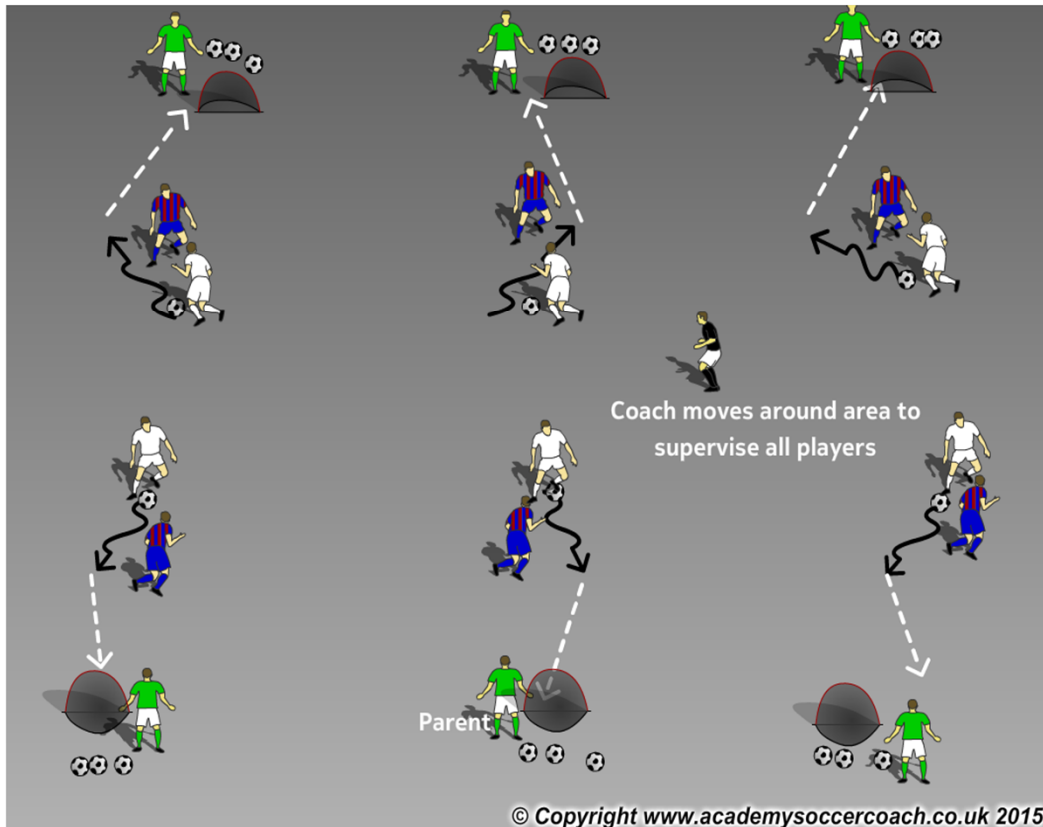 Coach moves around area to
supervise all players
Parent
© Copyright www.academysoccercoach.co.uk 2015